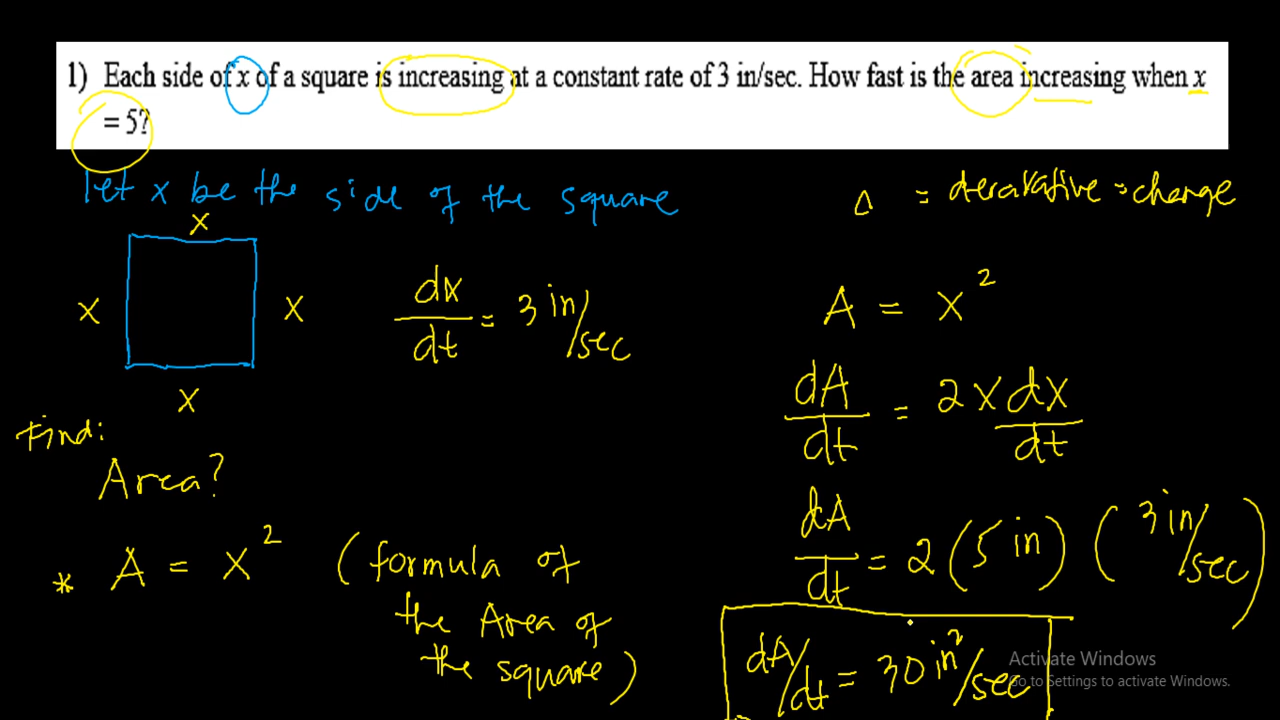 1) Each side of x of a square is increasing at a constant rate of 3 in/sec. How fast is the area increasing when x
= 5?
let x be the side of the square
x
x
x
x
dx/dt = 3 in/sec
Find:
Area?
* A = x²
(formula of
the Area of
the square)
Δ = deravative = change
A = x²
dA/dt = 2x dx/dt
dA/dt = 2 (5 in) (3 in/sec)
dA/dt = 30 in²/sec
Activate Windows
Go to Settings to activate Windows.